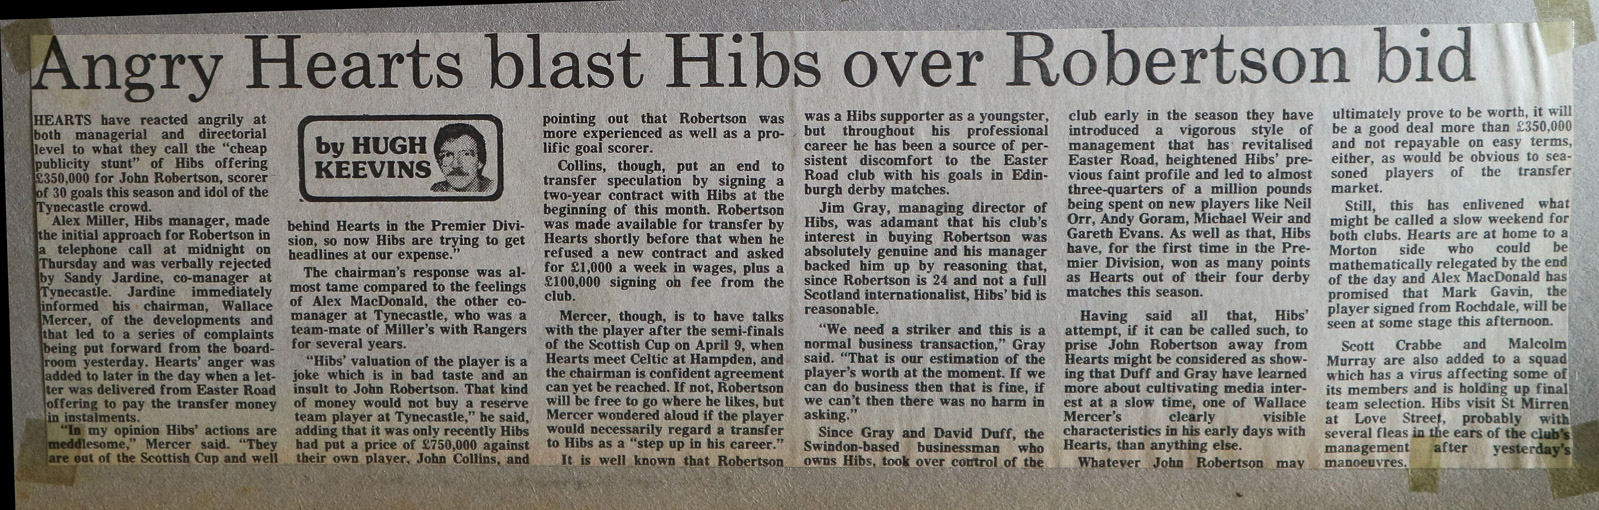 Angry Hearts blast Hibs over Robertson bid
HEARTS have reacted angrily at
both managerial and directorial
level to what they call the “cheap
publicity stunt” of Hibs offering
£350,000 for John Robertson, scorer
of 30 goals this season and idol of the
Tynecastle crowd.
Alex Miller, Hibs manager, made
the initial approach for Robertson in
a telephone call at midnight on
Thursday and was verbally rejected
by Sandy Jardine, co-manager at
Tynecastle. Jardine immediately
informed his chairman, Wallace
Mercer, of the developments and
that led to a series of complaints
being put forward from the board-
room yesterday. Hearts’ anger was
added to later in the day when a let-
ter was delivered from Easter Road
offering to pay the transfer money
in instalments.
“In my opinion Hibs’ actions are
meddlesome,” Mercer said. “They
are out of the Scottish Cup and well
by HUGH
KEEVINS
behind Hearts in the Premier Divi-
sion, so now Hibs are trying to get
headlines at our expense.”
The chairman’s response was al-
most tame compared to the feelings
of Alex MacDonald, the other co-
manager at Tynecastle, who was a
team-mate of Miller’s with Rangers
for several years.
“Hibs’ valuation of the player is a
joke which is in bad taste and an
insult to John Robertson. That kind
of money would not buy a reserve
team player at Tynecastle,” he said,
adding that it was only recently Hibs
had put a price of £750,000 against
their own player, John Collins, and
pointing out that Robertson was
more experienced as well as a pro-
lific goal scorer.
Collins, though, put an end to
transfer speculation by signing a
two-year contract with Hibs at the
beginning of this month. Robertson
was made available for transfer by
Hearts shortly before that when he
refused a new contract and asked
for £1,000 a week in wages, plus a
£100,000 signing on fee from the
club.
Mercer, though, is to have talks
with the player after the semi-finals
of the Scottish Cup on April 9, when
Hearts meet Celtic at Hampden, and
the chairman is confident agreement
can yet be reached. If not, Robertson
will be free to go where he likes, but
Mercer wondered aloud if the player
would necessarily regard a transfer
to Hibs as a “step up in his career.”
It is well known that Robertson
was a Hibs supporter as a youngster,
but throughout his professional
career he has been a source of per-
sistent discomfort to the Easter
Road club with his goals in Edin-
burgh derby matches.
Jim Gray, managing director of
Hibs, was adamant that his club’s
interest in buying Robertson was
absolutely genuine and his manager
backed him up by reasoning that,
since Robertson is 24 and not a full
Scotland internationalist, Hibs’ bid is
reasonable.
“We need a striker and this is a
normal business transaction,” Gray
said. “That is our estimation of the
player’s worth at the moment. If we
can do business then that is fine, if
we can’t then there was no harm in
asking.”
Since Gray and David Duff, the
Swindon-based businessman who
owns Hibs, took over control of the
club early in the season they have
introduced a vigorous style of
management that has revitalised
Easter Road, heightened Hibs’ pre-
vious faint profile and led to almost
three-quarters of a million pounds
being spent on new players like Neil
Orr, Andy Goram, Michael Weir and
Gareth Evans. As well as that, Hibs
have, for the first time in the Pre-
mier Division, won as many points
as Hearts out of their four derby
matches this season.
Having said all that, Hibs’
attempt, if it can be called such, to
prise John Robertson away from
Hearts might be considered as show-
ing that Duff and Gray have learned
more about cultivating media inter-
est at a slow time, one of Wallace
Mercer’s clearly visible
characteristics in his early days with
Hearts, than anything else.
Whatever John Robertson may
ultimately prove to be worth, it will
be a good deal more than £350,000
and not repayable on easy terms,
either, as would be obvious to sea-
soned players of the transfer
market.
Still, this has enlivened what
might be called a slow weekend for
both clubs. Hearts are at home to a
Morton side who could be
mathematically relegated by the end
of the day and Alex MacDonald has
promised that Mark Gavin, the
player signed from Rochdale, will be
seen at some stage this afternoon.
Scott Crabbe and Malcolm
Murray are also added to a squad
which has a virus affecting some of
its members and is holding up final
team selection. Hibs visit St Mirren
at Love Street, probably with
several fleas in the ears of the club’s
management after yesterday’s
manoeuvres.